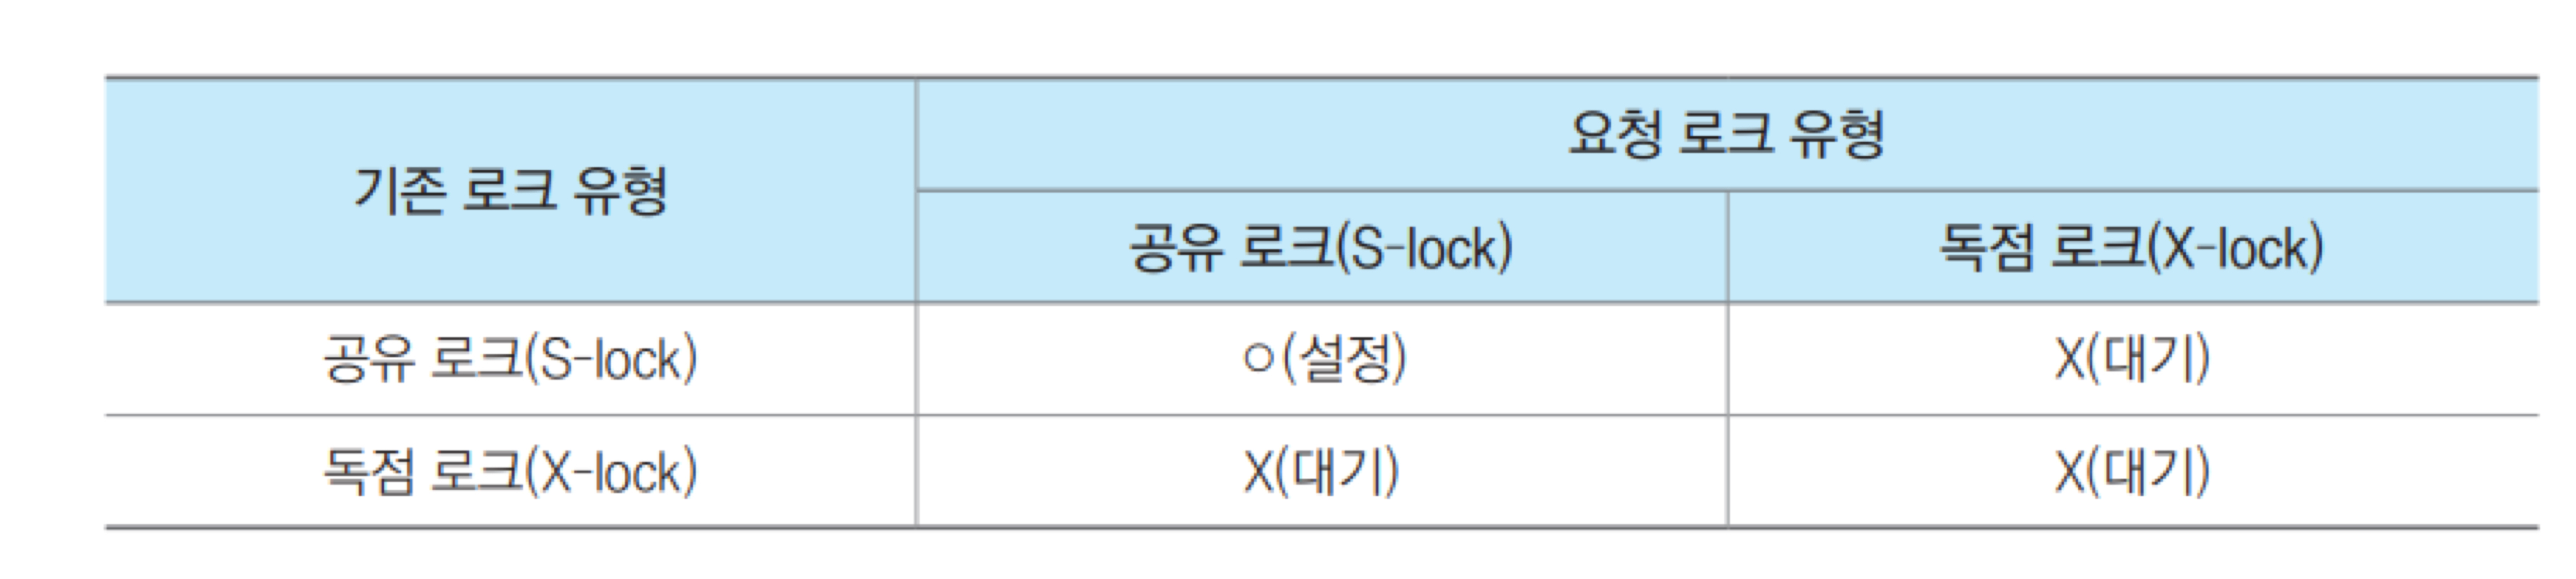 기존 로크 유형
요청 로크 유형
공유 로크(S-lock)
독점 로크(X-lock)
공유 로크(S-lock)
○(설정)
X(대기)
독점 로크(X-lock)
X(대기)
X(대기)